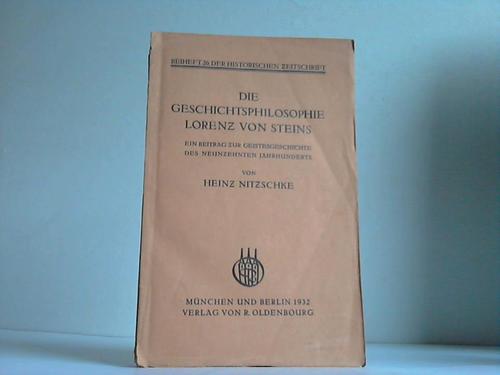 BEIHEFT 26 DER HISTORISCHEN ZEITSCHRIFT
DIE
GESCHICHTSPHILOSOPHIE
LORENZ VON STEINS
EIN BEITRAG ZUR GEISTESGESCHICHTE
DES NEUNZEHNTEN JAHRHUNDERTS
VON
HEINZ NITZSCHKE
MÜNCHEN UND BERLIN 1932
VERLAG VON R. OLDENBOURG